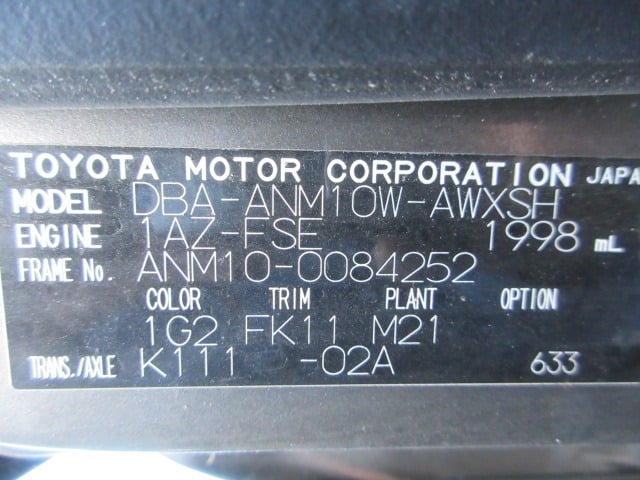 TOYOTA MOTOR CORPORATION JAPAN
MODEL DBA-ANM10W-AWXSH
ENGINE 1AZ-FSE 1998 mL
FRAME No. ANM10-0084252
COLOR TRIM PLANT OPTION
1G2 FK11 M21
TRANS./AXLE K111 -02A 633